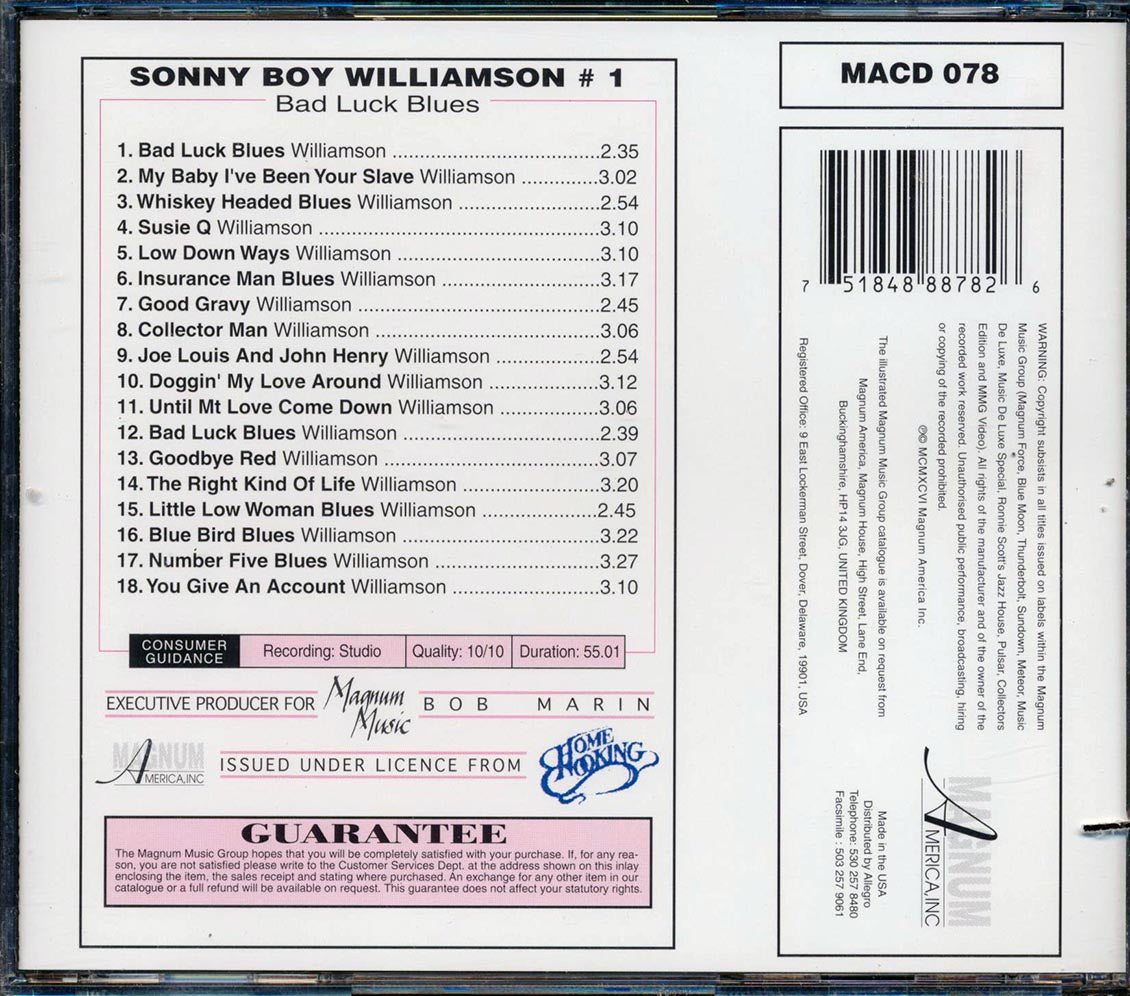 SONNY BOY WILLIAMSON # 1
Bad Luck Blues
1. Bad Luck Blues Williamson ....................................2.35
2. My Baby I've Been Your Slave Williamson .............3.02
3. Whiskey Headed Blues Williamson ........................2.54
4. Susie Q Williamson ................................................3.10
5. Low Down Ways Williamson ...................................3.10
6. Insurance Man Blues Williamson ...........................3.17
7. Good Gravy Williamson .........................................2.45
8. Collector Man Williamson ......................................3.06
9. Joe Louis And John Henry Williamson ..................2.54
10. Doggin' My Love Around Williamson ...................3.12
11. Until Mt Love Come Down Williamson .................3.06
12. Bad Luck Blues Williamson ..................................2.39
13. Goodbye Red Williamson .....................................3.07
14. The Right Kind Of Life Williamson ........................3.20
15. Little Low Woman Blues Williamson ....................2.45
16. Blue Bird Blues Williamson ...................................3.22
17. Number Five Blues Williamson .............................3.27
18. You Give An Account Williamson .........................3.10
CONSUMER
GUIDANCE
Recording: Studio
Quality: 10/10
Duration: 55.01
EXECUTIVE PRODUCER FOR Magnum Music BOB MARIN
MAGNUM
AMERICA,INC
ISSUED UNDER LICENCE FROM
HOME
COOKING
GUARANTEE
The Magnum Music Group hopes that you will be completely satisfied with your purchase. If, for any rea-
son, you are not satisfied please write to the Customer Services Dept. at the address shown on this inlay
enclosing the item, the sales receipt and stating where purchased. An exchange for any other item in our
catalogue or a full refund will be available on request. This guarantee does not affect your statutory rights.
MACD 078
7 51848 88782 6
WARNING: Copyright subsists in all titles issued on labels within the Magnum
Music Group (Magnum Force, Blue Moon, Thunderbolt, Sundown, Meteor, Music
De Luxe, Music De Luxe Special, Ronnie Scott's Jazz House, Pulsar, Collectors
Edition and MMG Video). All rights of the manufacturer and of the owner of the
recorded work reserved. Unauthorised public performance, broadcasting, hiring
or copying of the recorded prohibited.
℗© MCMXCVI Magnum America Inc.
The illustrated Magnum Music Group catalogue is available on request from
Magnum America, Magnum House, High Street, Lane End,
Buckinghamshire, HP14 3JG, UNITED KINGDOM
Registered Office: 9 East Lockerman Street, Dover, Delaware, 19901, USA
MAGNUM
AMERICA,INC
Made in the USA
Distributed by Allegro
Telephone: 530 257 8480
Facsimile : 503 257 9061